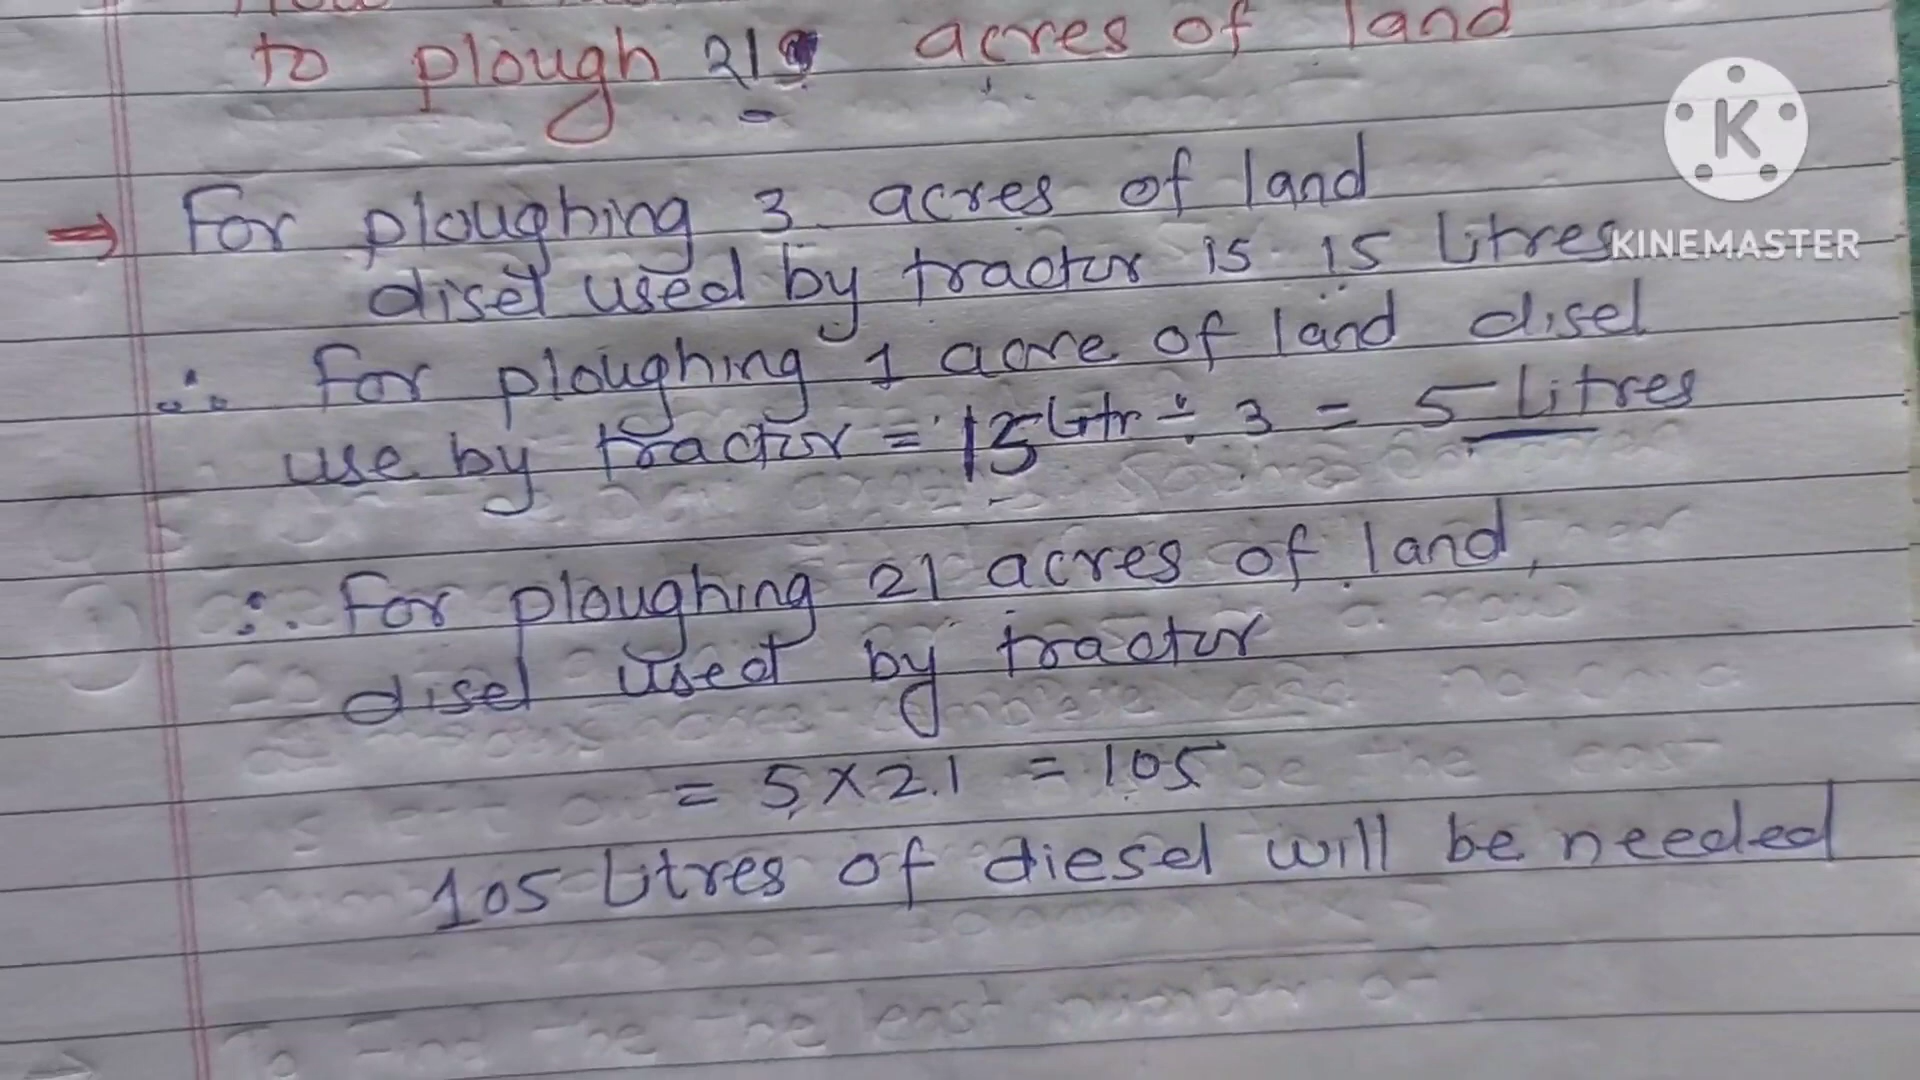 to plough 21 acres of land
⇒ For ploughing 3 acres of land
disel used by tractor is 15 litres
∴ for ploughing 1 acre of land disel
use by tractor = 15 Ltr ÷ 3 = 5 litres
∴ For ploughing 21 acres of land,
disel used by tractor
= 5 × 2.1 = 105
105 litres of diesel will be needed
K
KINEMASTER